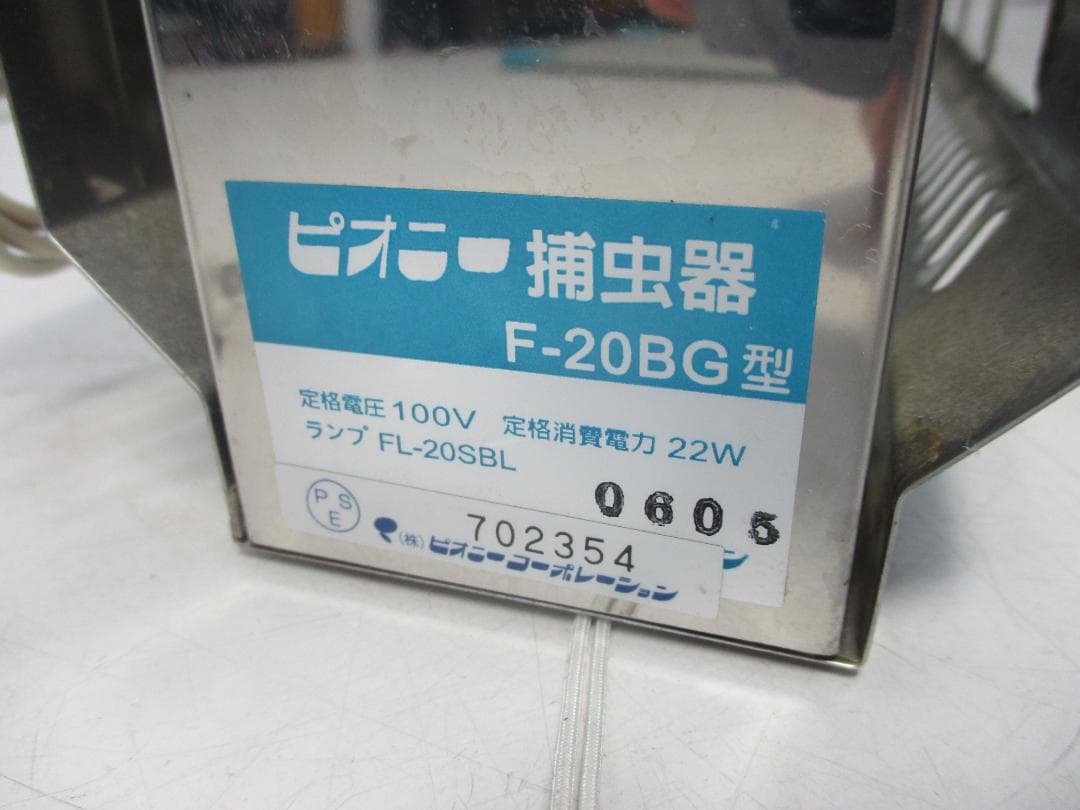 ピオニー 捕虫器
F-20BG型
定格電圧 100V 定格消費電力 22W
ランプ FL-20SBL
0605
PSE
702354
(株)ピオニーコーポレーション